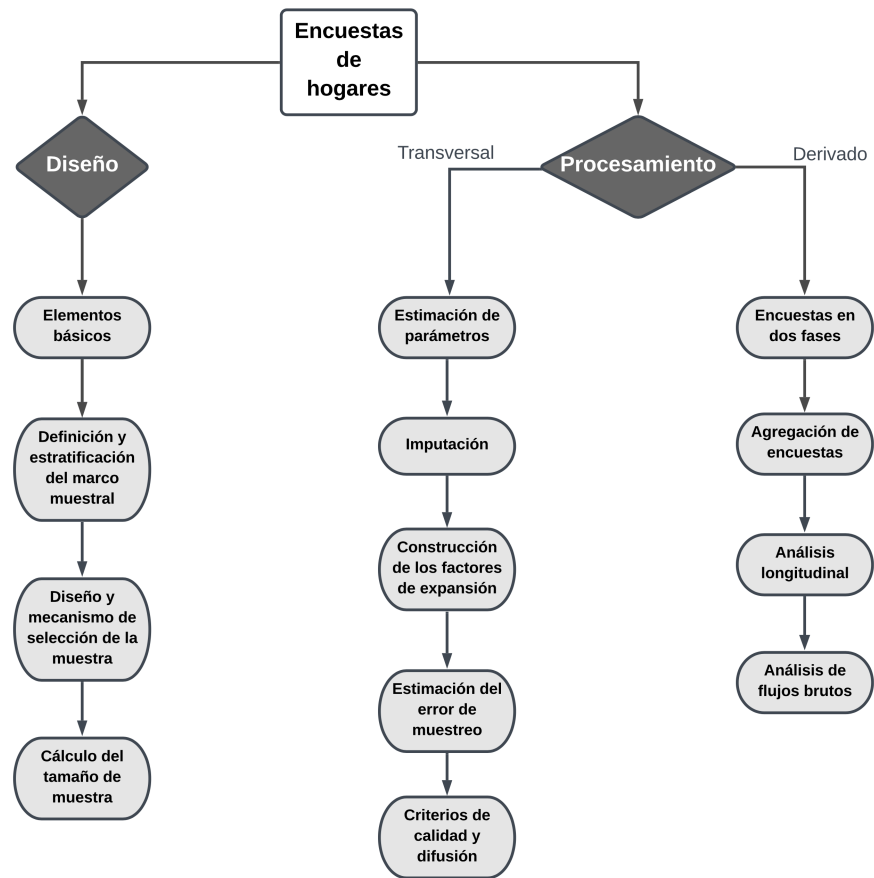 Encuestas
de
hogares
Diseño
Elementos
básicos
Definición y
estratificación
del marco
muestral
Diseño y
mecanismo de
selección de la
muestra
Cálculo del
tamaño de
muestra
Procesamiento
Transversal
Estimación de
parámetros
Imputación
Construcción
de los factores
de expansión
Estimación del
error de
muestreo
Criterios de
calidad y
difusión
Derivado
Encuestas en
dos fases
Agregación de
encuestas
Análisis
longitudinal
Análisis de
flujos brutos